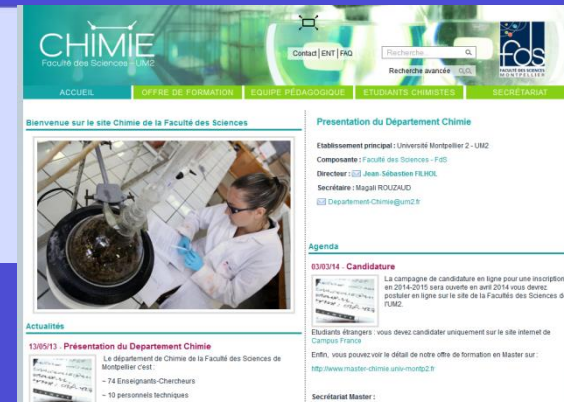 CHIMIE
Faculté des Sciences - UM2
Contact | ENT | FAQ
Recherche...
Recherche avancée
fds
FACULTÉ DES SCIENCES
MONTPELLIER
ACCUEIL
OFFRE DE FORMATION
EQUIPE PÉDAGOGIQUE
ETUDIANTS CHIMISTES
SECRÉTARIAT
Bienvenue sur le site Chimie de la Faculté des Sciences
Actualités
13/05/13 - Présentation du Departement Chimie
Le département de Chimie de la Faculté des Sciences de
Montpellier c'est :
~ 74 Enseignants-Chercheurs
~ 10 personnels techniques
Presentation du Département Chimie
Etablissement principal : Université Montpellier 2 - UM2
Composante : Faculté des Sciences - FdS
Directeur : Jean-Sébastien FILHOL
Secrétaire : Magali ROUZAUD
Departement-Chimie@um2.fr
Agenda
03/03/14 - Candidature
La campagne de candidature en ligne pour une inscription
en 2014-2015 sera ouverte en avril 2014 vous devrez
postuler en ligne sur le site de la Facultés des Sciences de
l'UM2.
Etudiants étrangers : vous devez candidater uniquement sur le site internet de
Campus France
Enfin, vous pouvez voir le détail de notre offre de formation en Master sur :
http://www.master-chimie.univ-montp2.fr
Secrétariat Master :